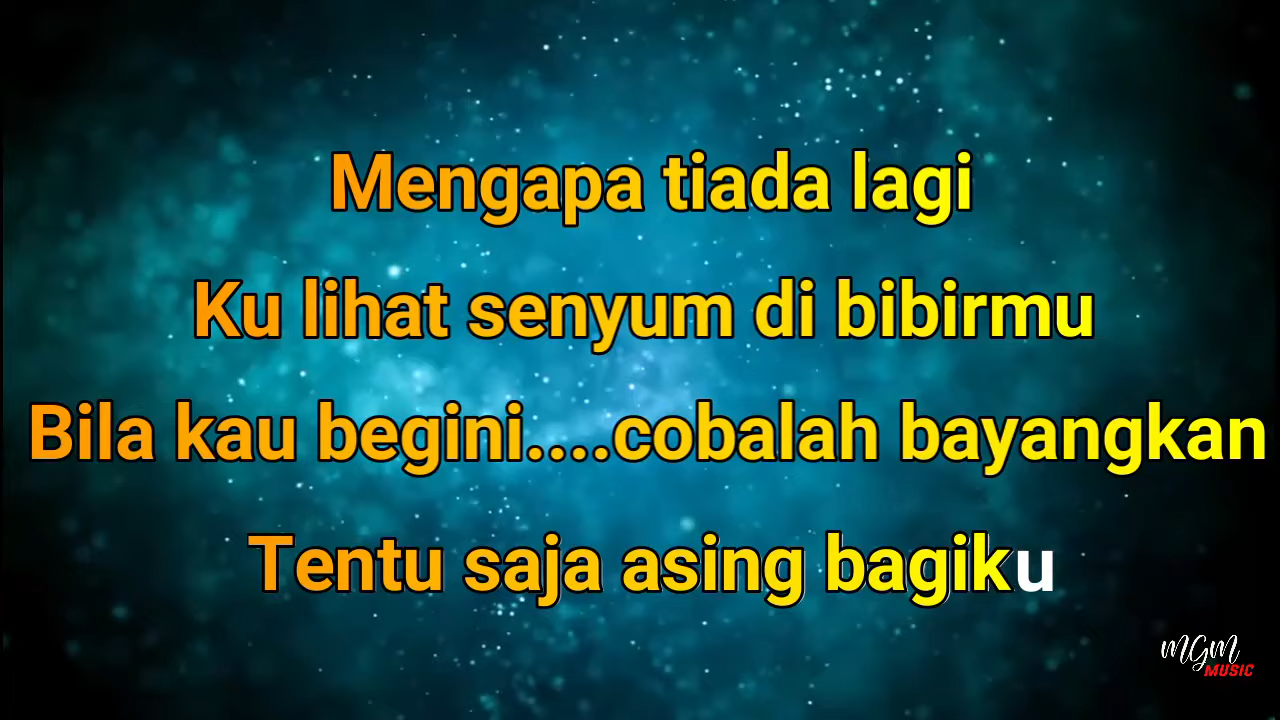 Mengapa tiada lagi
Ku lihat senyum di bibirmu
Bila kau begini....cobalah bayangkan
Tentu saja asing bagiku
MGM
MUSIC